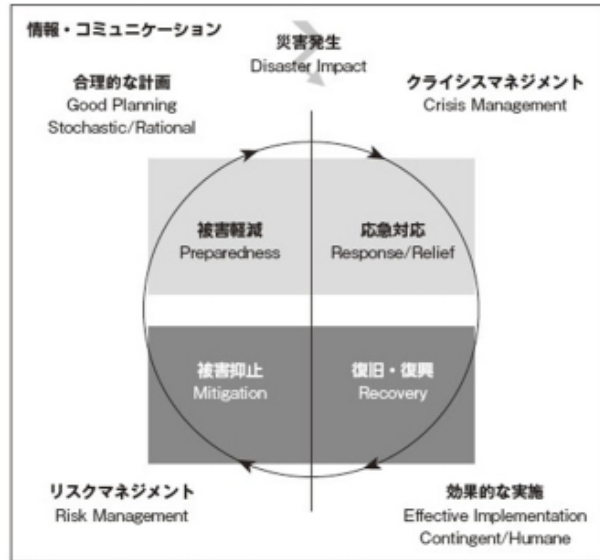 情報・コミュニケーション
災害発生
Disaster Impact
合理的な計画
Good Planning
Stochastic/Rational
クライシスマネジメント
Crisis Management
被害軽減
Preparedness
応急対応
Response/Relief
被害抑止
Mitigation
復旧・復興
Recovery
リスクマネジメント
Risk Management
効果的な実施
Effective Implementation
Contingent/Humane